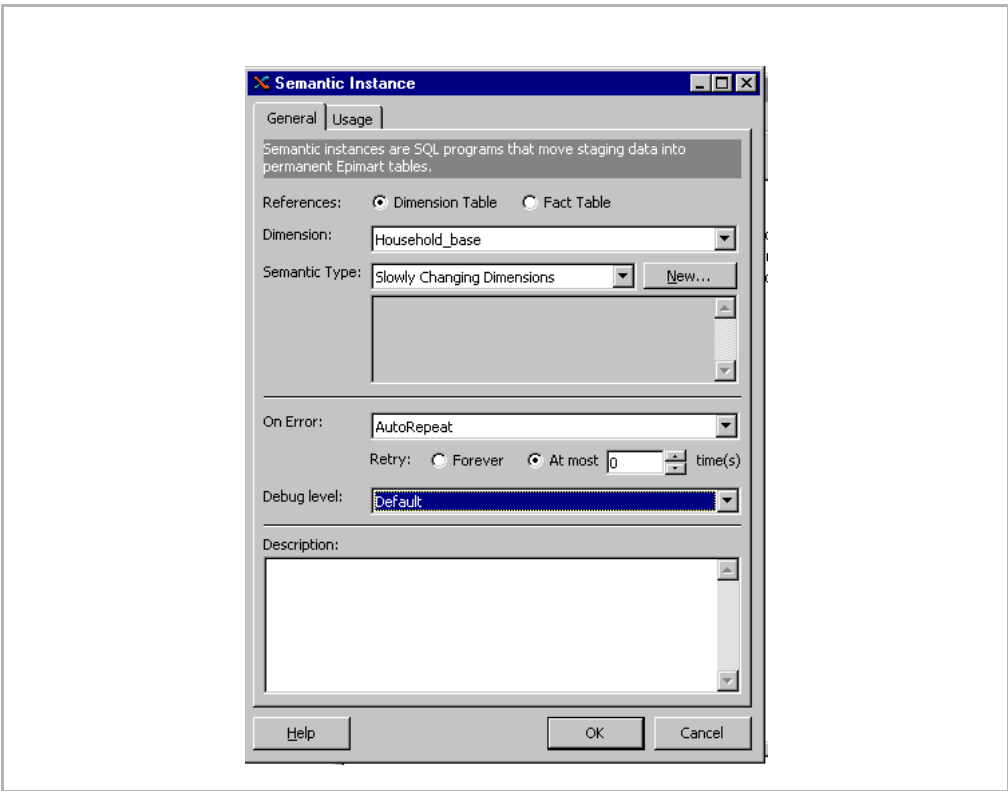 Semantic Instance
General Usage
Semantic instances are SQL programs that move staging data into
permanent Epimart tables.
References: Dimension Table Fact Table
Dimension: Household_base
Semantic Type: Slowly Changing Dimensions New...
On Error: AutoRepeat
Retry: Forever At most 0 time(s)
Debug level: Default
Description:
Help OK Cancel